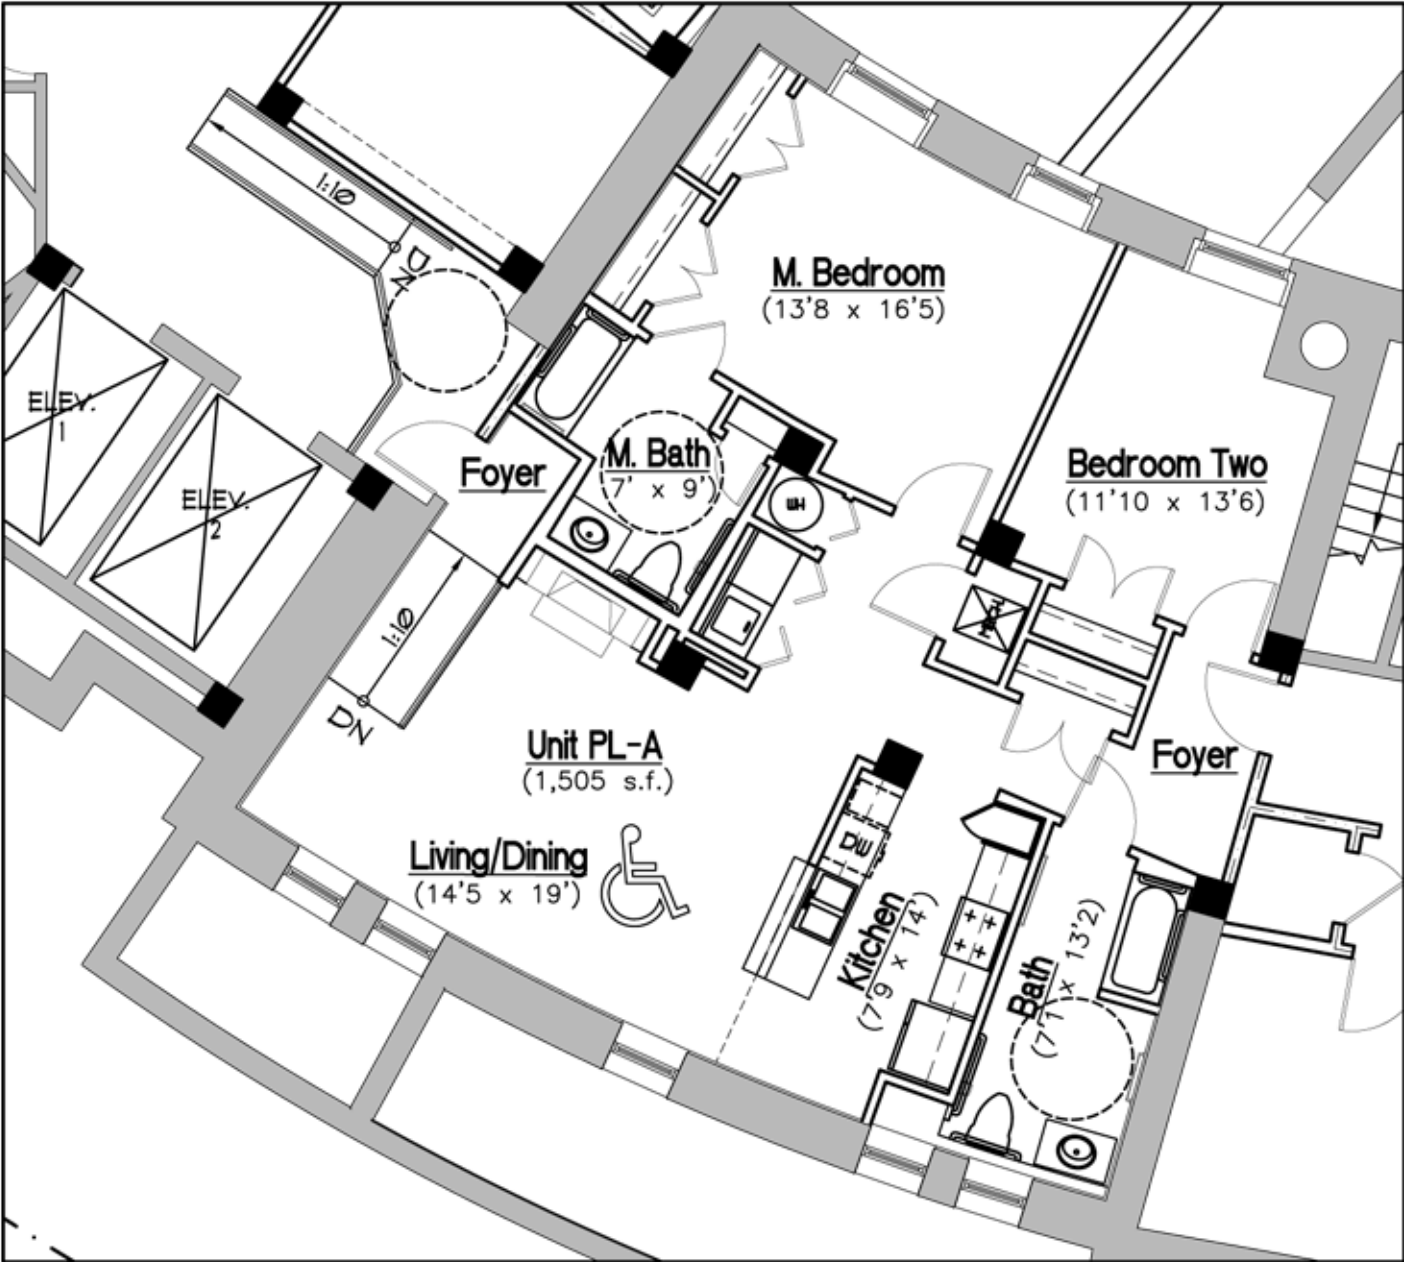 1:10
DN
M. Bedroom
(13'8 x 16'5)
ELEV.
1
ELEV.
2
Foyer
M. Bath
7' x 9')
WH
Bedroom Two
(11'10 x 13'6)
MECH
1:10
DN
Unit PL-A
(1,505 s.f.)
Foyer
Living/Dining
(14'5 x 19')
DW
Kitchen
(7'9 x 14')
Bath
(7'1 x 13'2)